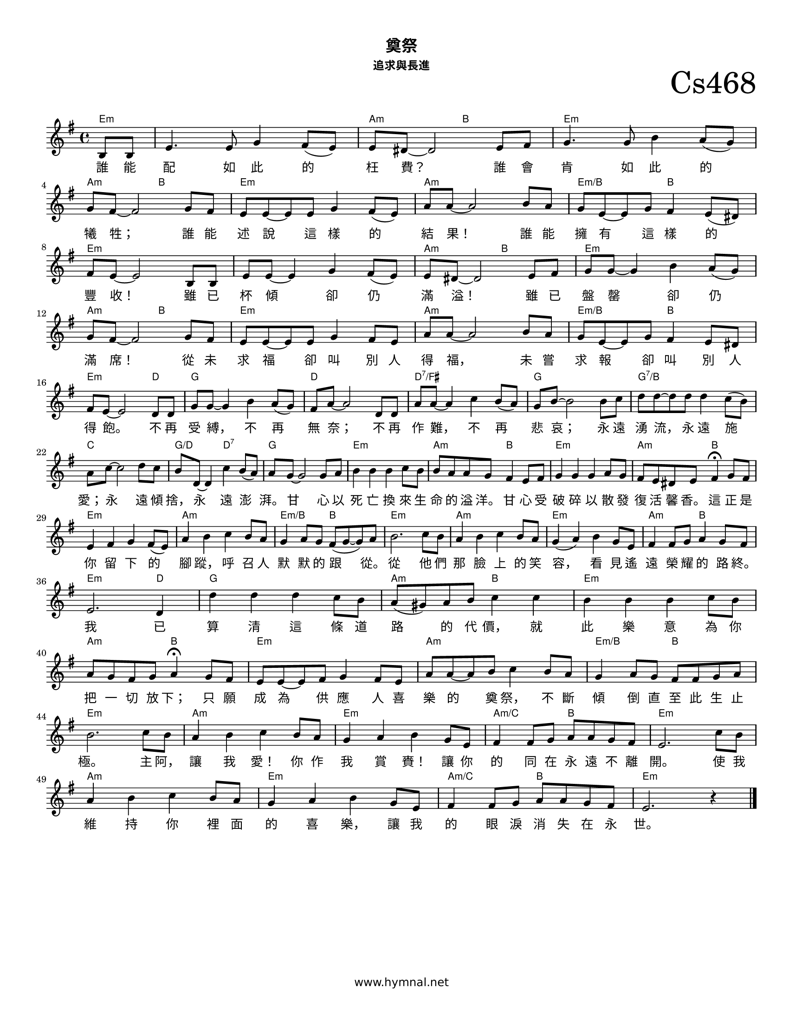 奠祭
追求與長進
Cs468
Em Am B
誰 能 配 如 此 的 枉 費? 誰 會 肯 如 此 的
4 Am B Em Am B Em/B B
犧 牲; 誰 能 述 說 這 樣 的 結 果! 誰 能 擁 有 這 樣 的
8 Em Am B Em
豐 收! 雖 已 杯 傾 卻 仍 滿 溢! 雖 已 盤 罄 卻 仍
12 Am B Em Am Em/B B
滿 席! 從 未 求 福 卻 叫 別 人 得 福, 未 嘗 求 報 卻 叫 別 人
16 Em D G D D7/F# G G7/B
得 飽。 不 再 受 縛, 不 再 無 奈; 不 再 作 難, 不 再 悲 哀; 永 遠 湧 流, 永 遠 施
22 C G/D D7 G Em Am B Em Am B
愛; 永 遠 傾 捨, 永 遠 澎 湃。 甘 心 以 死 亡 換 來 生 命 的 溢 洋。 甘 心 受 破 碎 以 散 發 復 活 馨 香。 這 正 是
29 Em Am Em/B B Em Am Em Am B
你 留 下 的 腳 蹤, 呼 召 人 默 默 的 跟 從。 從 他 們 那 臉 上 的 笑 容, 看 見 遙 遠 榮 耀 的 路 終。
36 Em D G Am B Em
我 已 算 清 這 條 道 路 的 代 價, 就 此 樂 意 為 你
40 Am B Em Am Em/B B
把 一 切 放 下; 只 願 成 為 供 應 人 喜 樂 的 奠 祭, 不 斷 傾 倒 直 至 此 生 止
44 Em Am Em Am/C B Em
極。 主 阿, 讓 我 愛! 你 作 我 賞 賚! 讓 你 的 同 在 永 遠 不 離 開。 使 我
49 Am Em Am/C B Em
維 持 你 裡 面 的 喜 樂, 讓 我 的 眼 淚 消 失 在 永 世。
www.hymnal.net